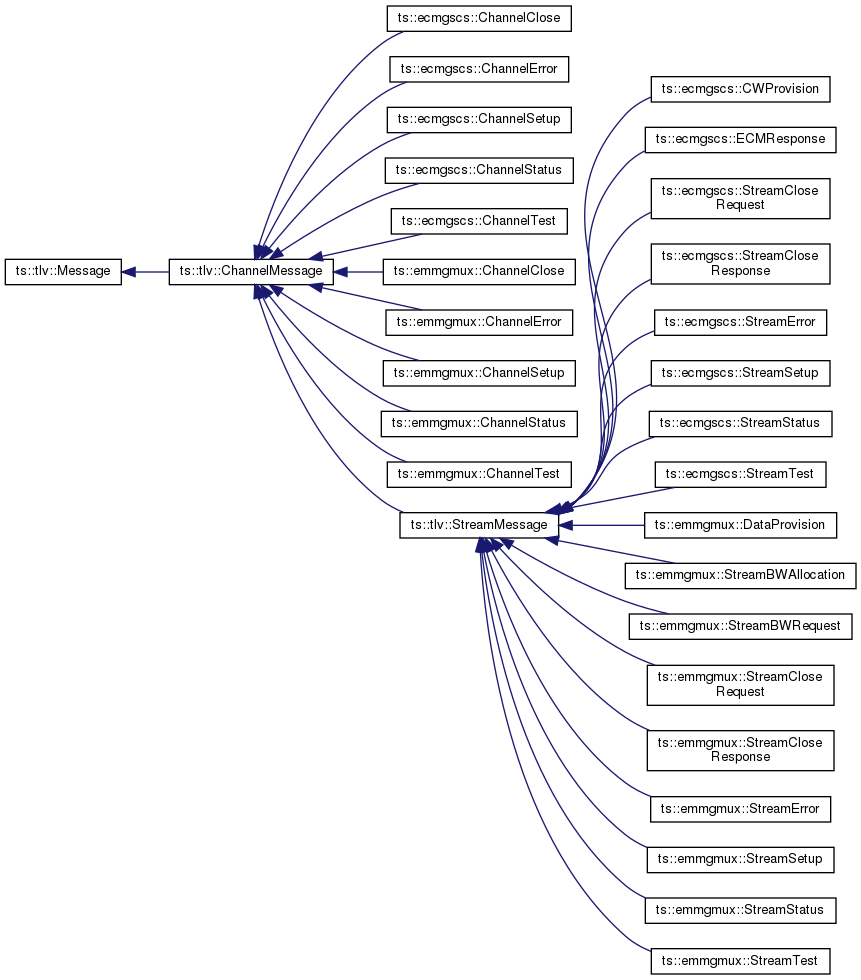 ts::tlv::Message
ts::tlv::ChannelMessage
ts::ecmgscs::ChannelClose
ts::ecmgscs::ChannelError
ts::ecmgscs::ChannelSetup
ts::ecmgscs::ChannelStatus
ts::ecmgscs::ChannelTest
ts::emmgmux::ChannelClose
ts::emmgmux::ChannelError
ts::emmgmux::ChannelSetup
ts::emmgmux::ChannelStatus
ts::emmgmux::ChannelTest
ts::tlv::StreamMessage
ts::ecmgscs::CWProvision
ts::ecmgscs::ECMResponse
ts::ecmgscs::StreamClose
Request
ts::ecmgscs::StreamClose
Response
ts::ecmgscs::StreamError
ts::ecmgscs::StreamSetup
ts::ecmgscs::StreamStatus
ts::ecmgscs::StreamTest
ts::emmgmux::DataProvision
ts::emmgmux::StreamBWAllocation
ts::emmgmux::StreamBWRequest
ts::emmgmux::StreamClose
Request
ts::emmgmux::StreamClose
Response
ts::emmgmux::StreamError
ts::emmgmux::StreamSetup
ts::emmgmux::StreamStatus
ts::emmgmux::StreamTest